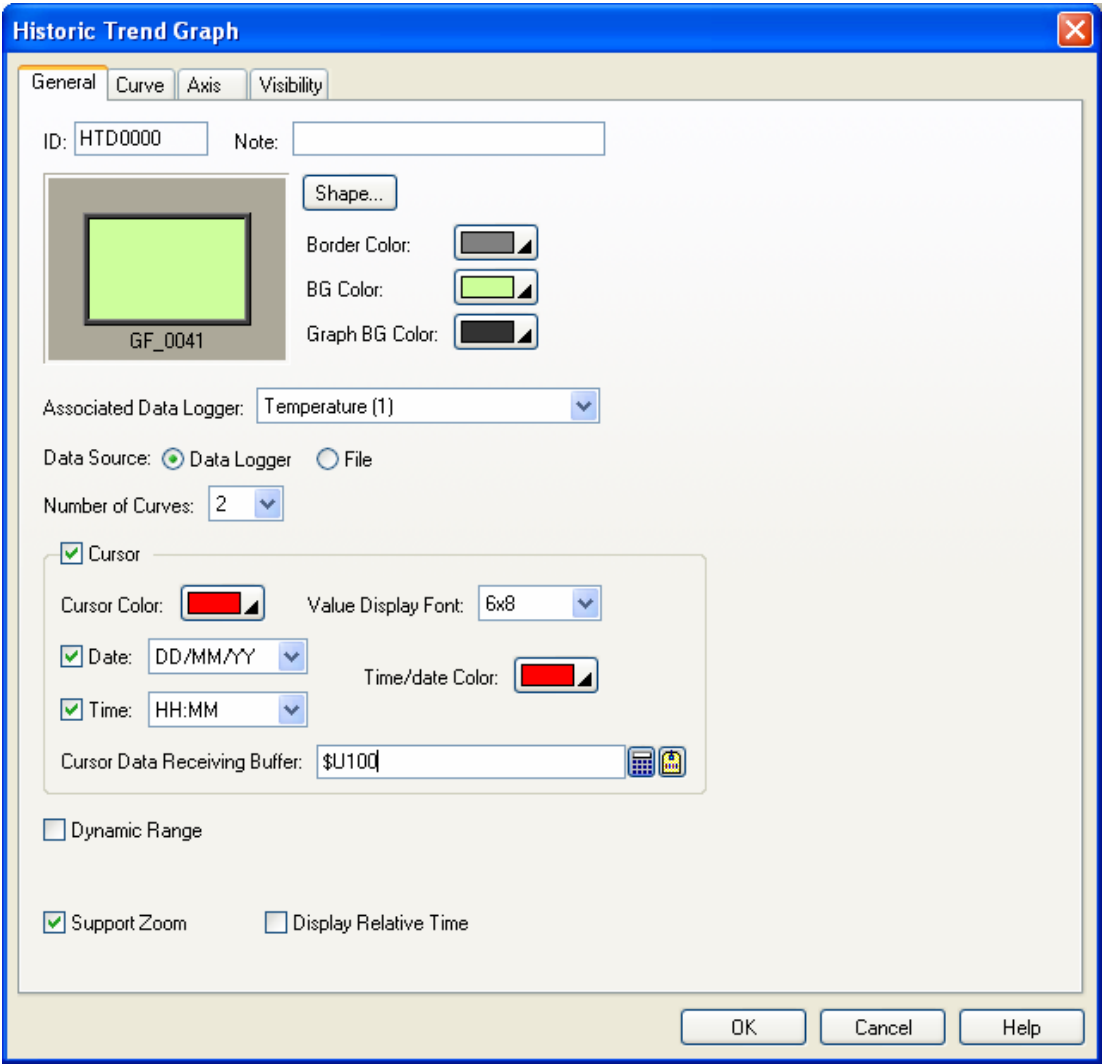 Historic Trend Graph
General Curve Axis Visibility
ID: HTD0000 Note:
Shape...
Border Color:
BG Color:
Graph BG Color:
GF_0041
Associated Data Logger: Temperature (1)
Data Source: Data Logger File
Number of Curves: 2
Cursor
Cursor Color: Value Display Font: 6x8
Date: DD/MM/YY
Time/date Color:
Time: HH:MM
Cursor Data Receiving Buffer: $U100
Dynamic Range
Support Zoom Display Relative Time
OK Cancel Help